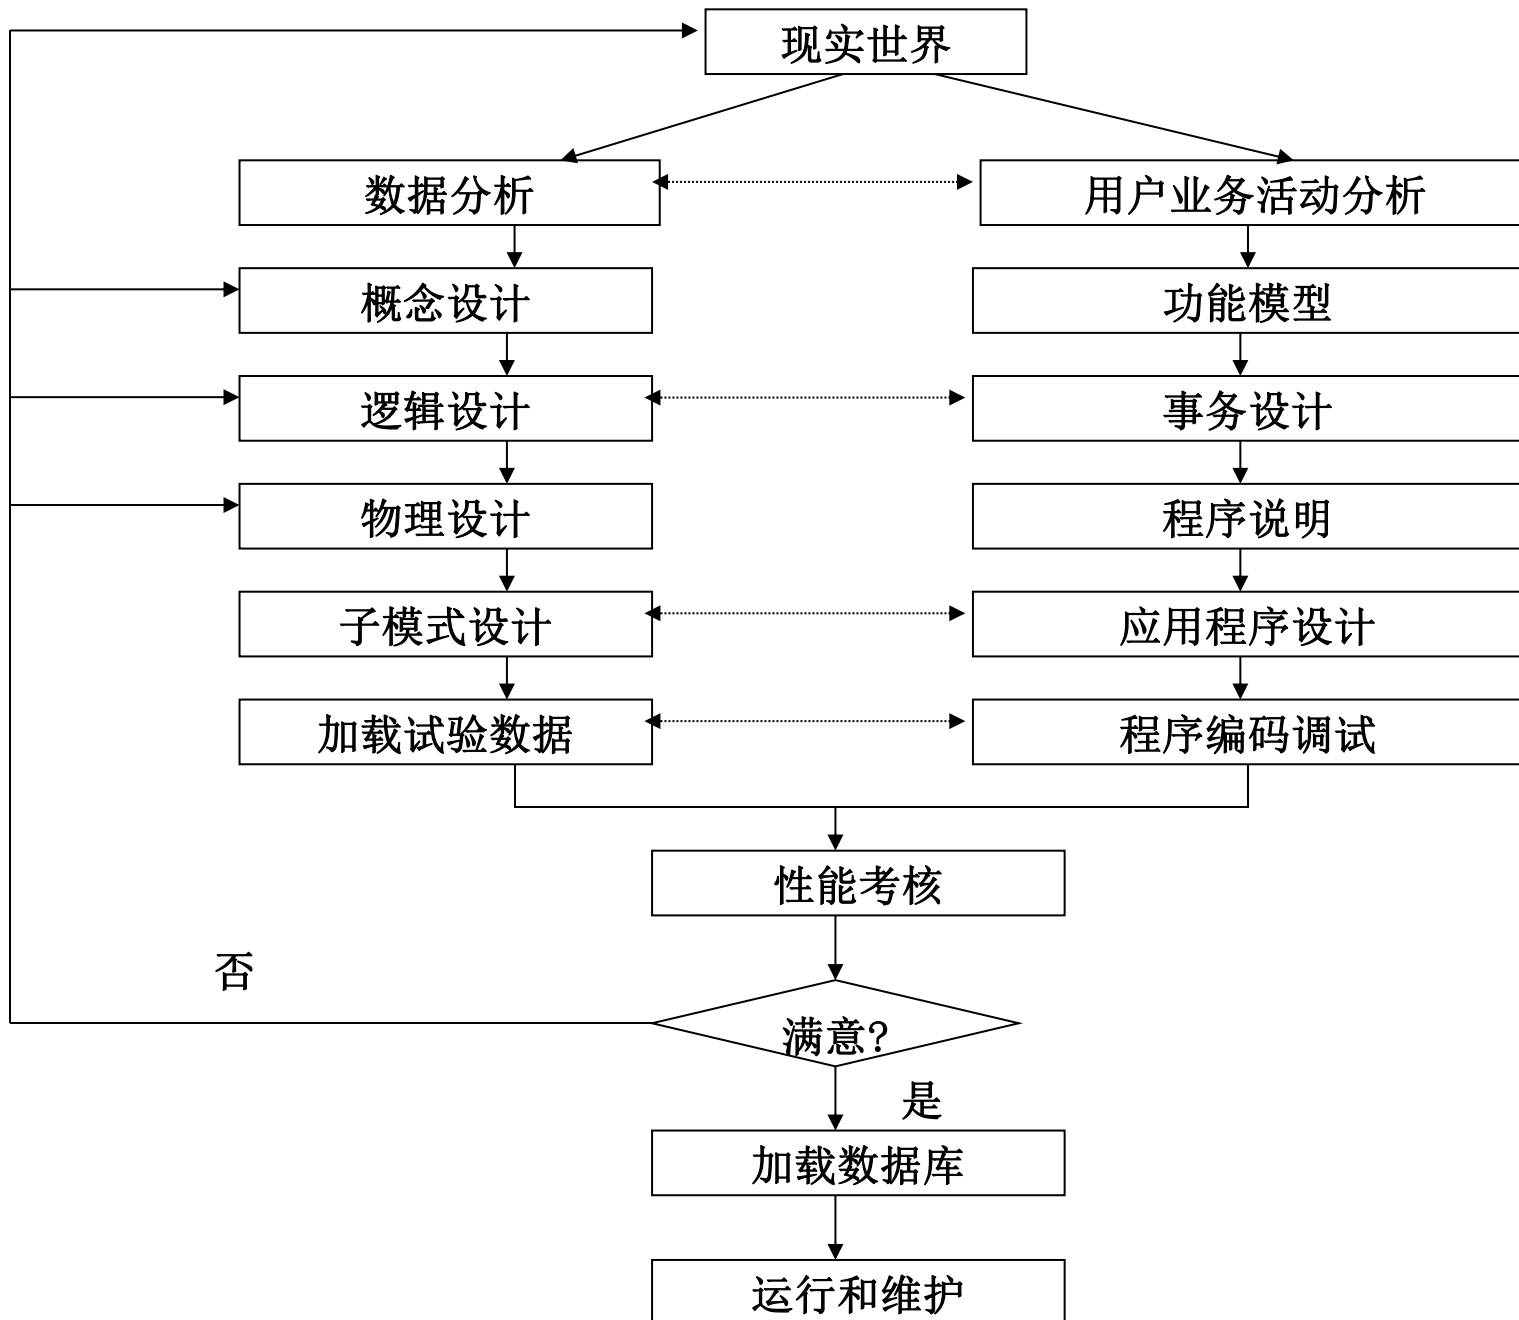 现实世界
数据分析
用户业务活动分析
概念设计
功能模型
逻辑设计
事务设计
物理设计
程序说明
子模式设计
应用程序设计
加载试验数据
程序编码调试
性能考核
否
满意?
是
加载数据库
运行和维护